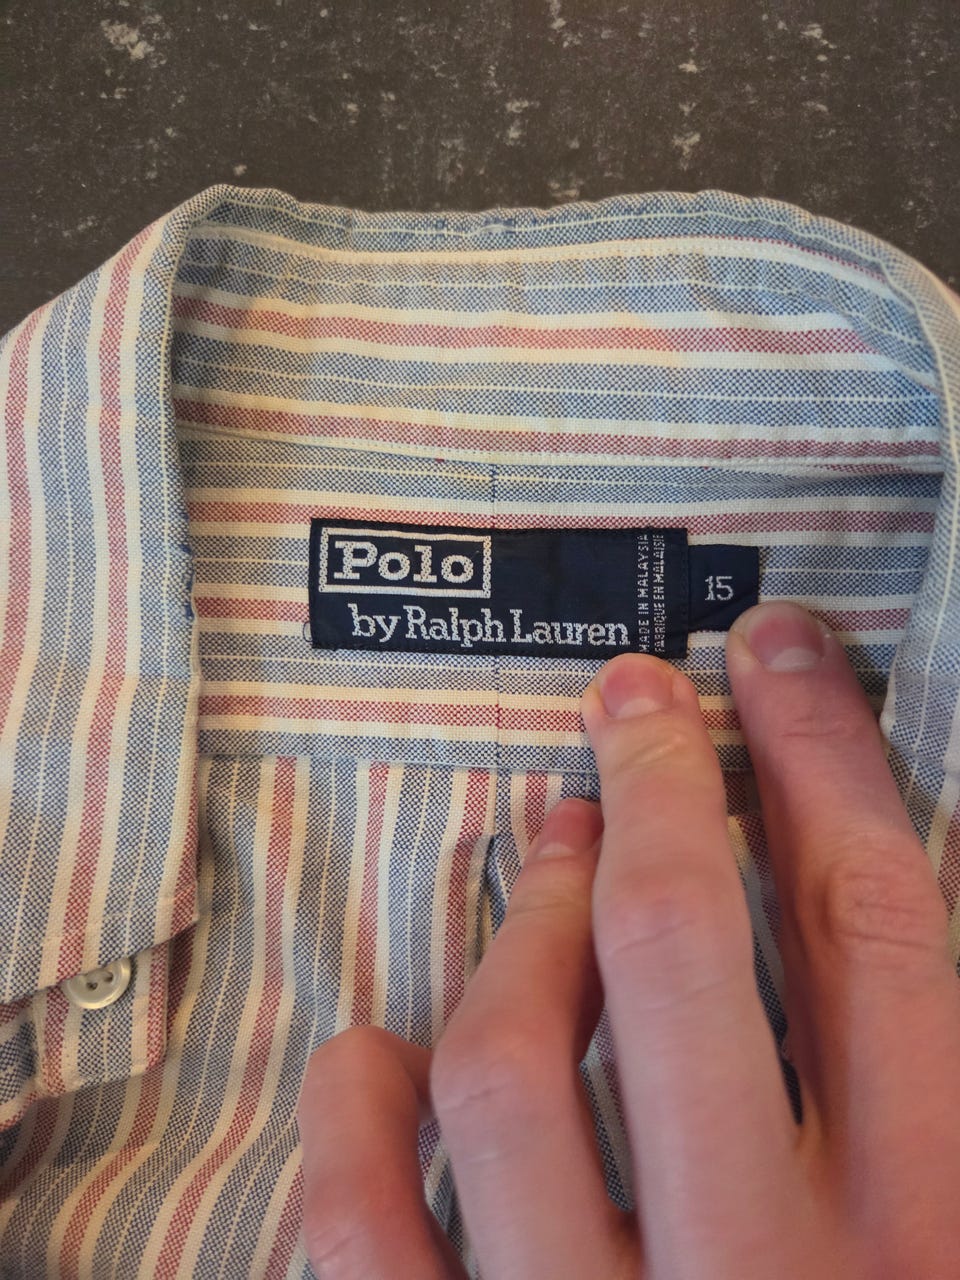 Polo
by Ralph Lauren
MADE IN MALAYSIA
FABRIQUE EN MALAISIE
15